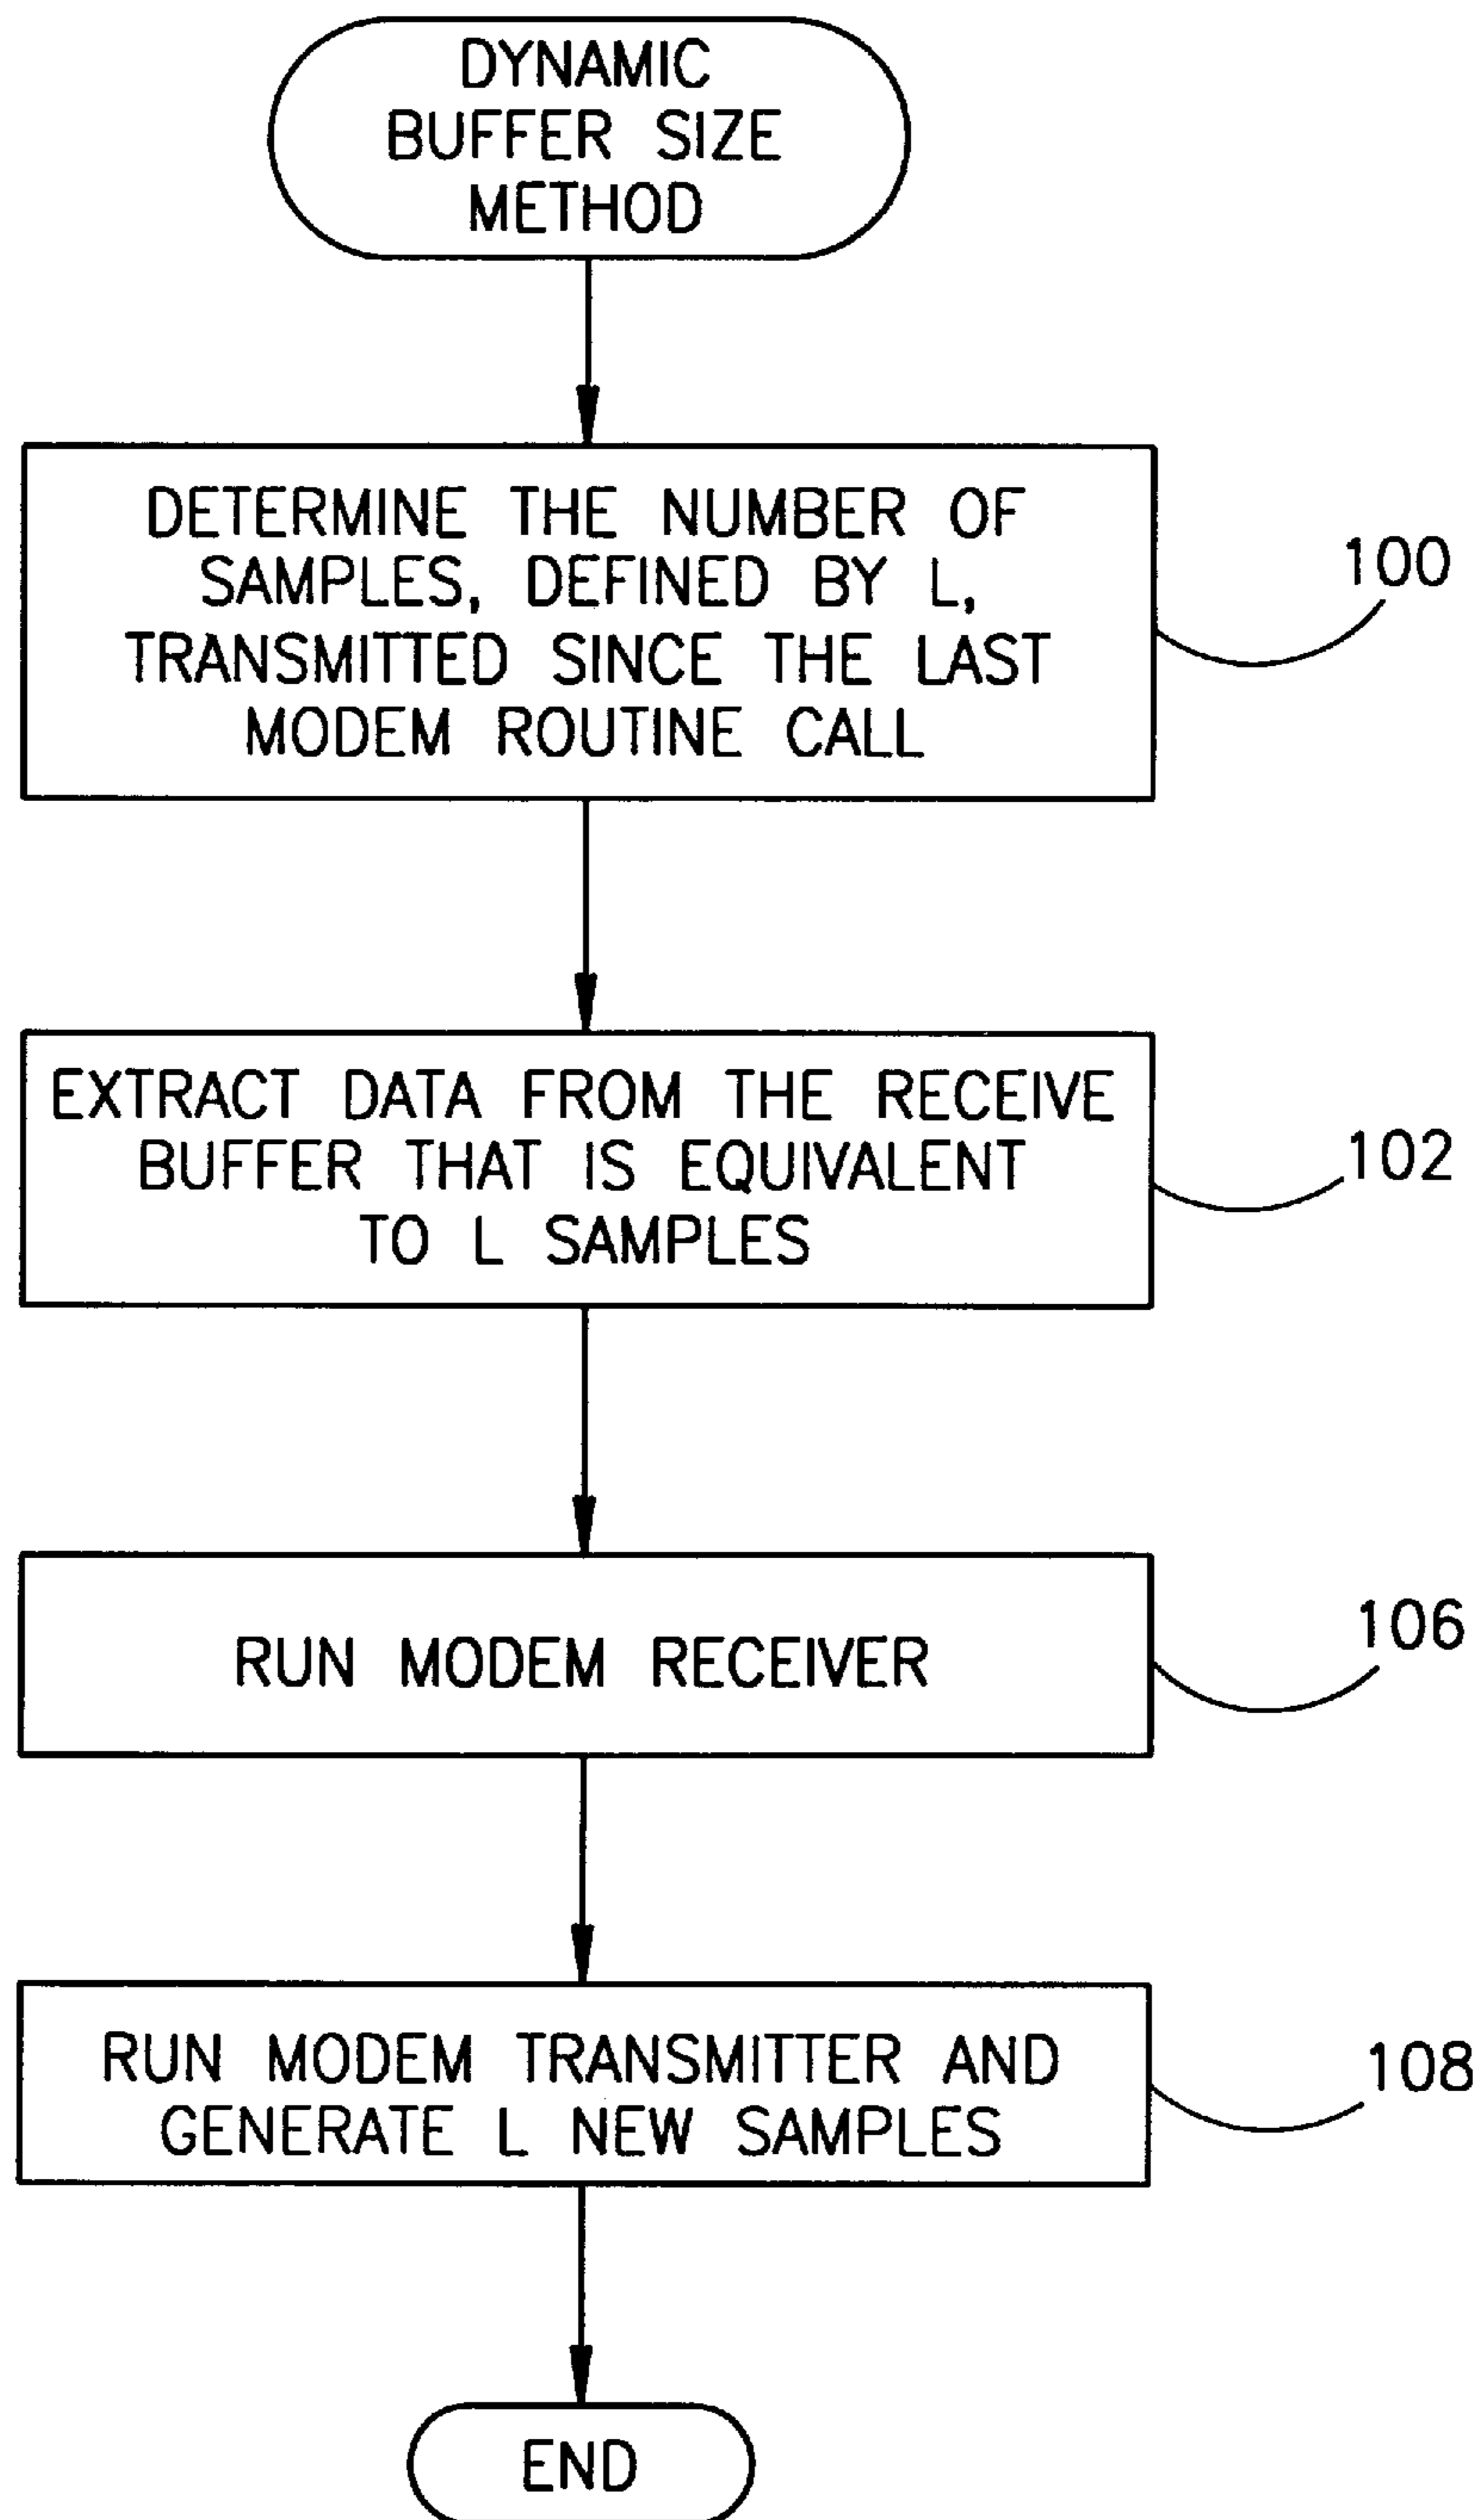 DYNAMIC
BUFFER SIZE
METHOD
DETERMINE THE NUMBER OF
SAMPLES, DEFINED BY L,
TRANSMITTED SINCE THE LAST
MODEM ROUTINE CALL
100
EXTRACT DATA FROM THE RECEIVE
BUFFER THAT IS EQUIVALENT
TO L SAMPLES
102
RUN MODEM RECEIVER
106
RUN MODEM TRANSMITTER AND
GENERATE L NEW SAMPLES
108
END